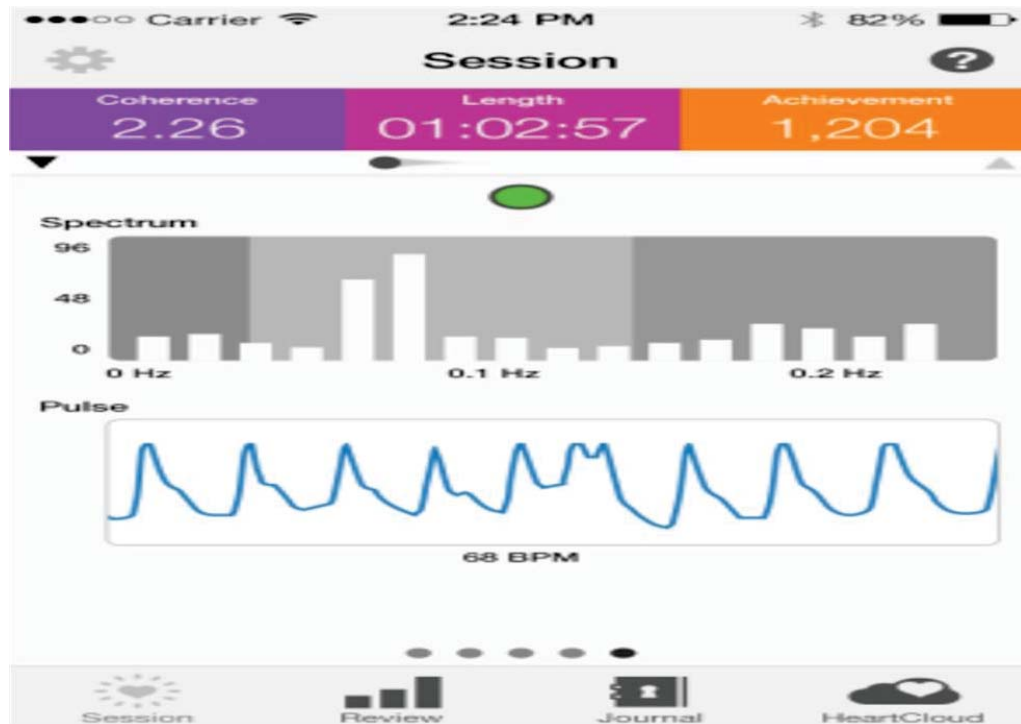 Carrier 2:24 PM 82%
Session ?
Coherence Length Achievement
2.26 01:02:57 1,204
Spectrum
96
48
0
0 Hz 0.1 Hz 0.2 Hz
Pulse
68 BPM
Session Review Journal HeartCloud